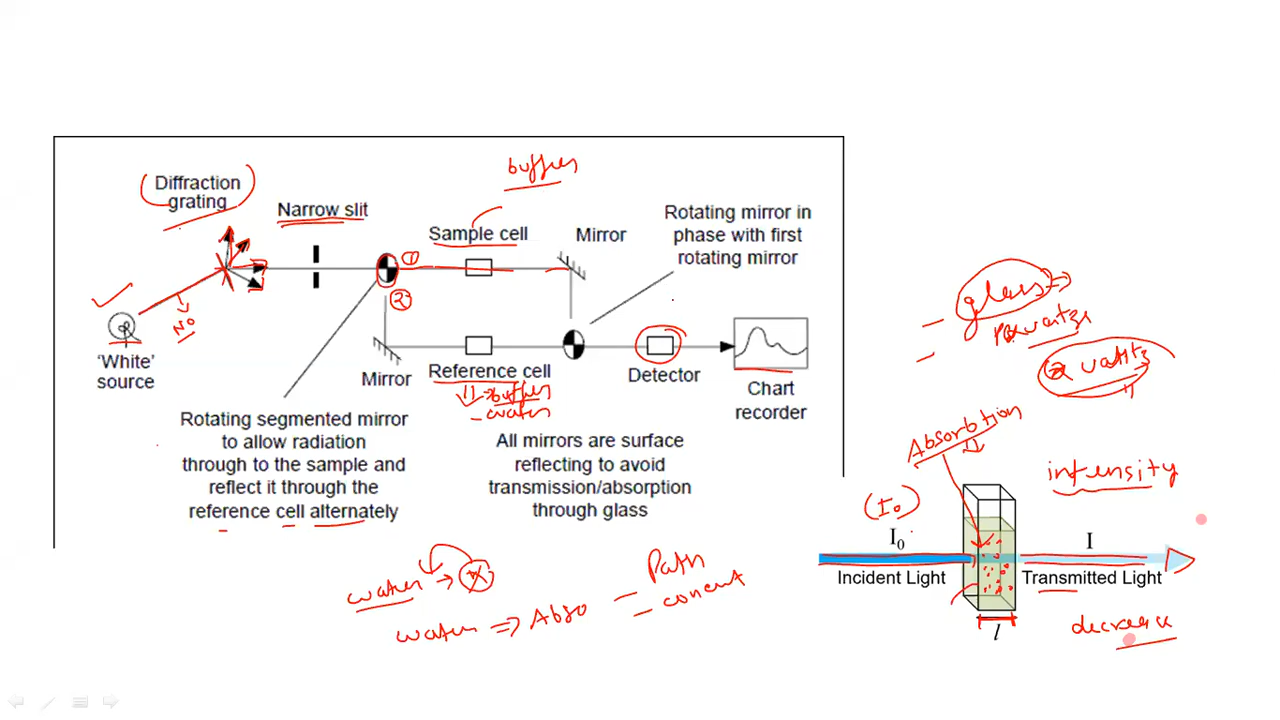 buffer
Diffraction
grating
Narrow slit
Sample cell
Mirror
Rotating mirror in
phase with first
rotating mirror
1
2
No
'White'
source
Mirror
Reference cell
buffer
- water
Detector
Chart
recorder
Rotating segmented mirror
to allow radiation
through to the sample and
reflect it through the
reference cell alternately
All mirrors are surface
reflecting to avoid
transmission/absorption
through glass
glass
Absorbtion
intensity
(I₀)
I₀
I
Incident Light
Transmitted Light
l
decrease
water
water ⇒ Abso
- Path
- concent